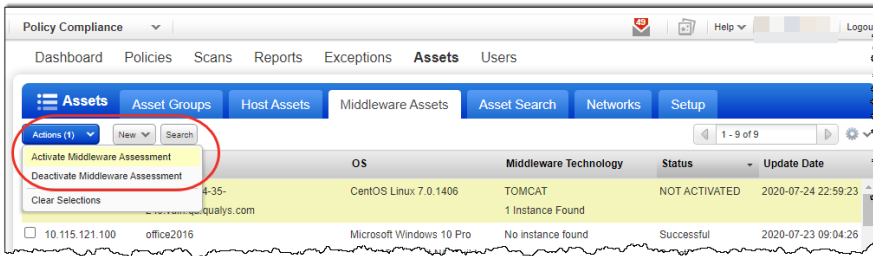 Policy Compliance
49
Help
Logou
Dashboard Policies Scans Reports Exceptions Assets Users
Assets Asset Groups Host Assets Middleware Assets Asset Search Networks Setup
Actions (1) New Search 1 - 9 of 9
Activate Middleware Assessment
Deactivate Middleware Assessment
Clear Selections
OS Middleware Technology Status Update Date
4-35- CentOS Linux 7.0.1406 TOMCAT NOT ACTIVATED 2020-07-24 22:59:23
qualys.com 1 Instance Found
10.115.121.100 office2016 Microsoft Windows 10 Pro No instance found Successful 2020-07-23 09:04:26